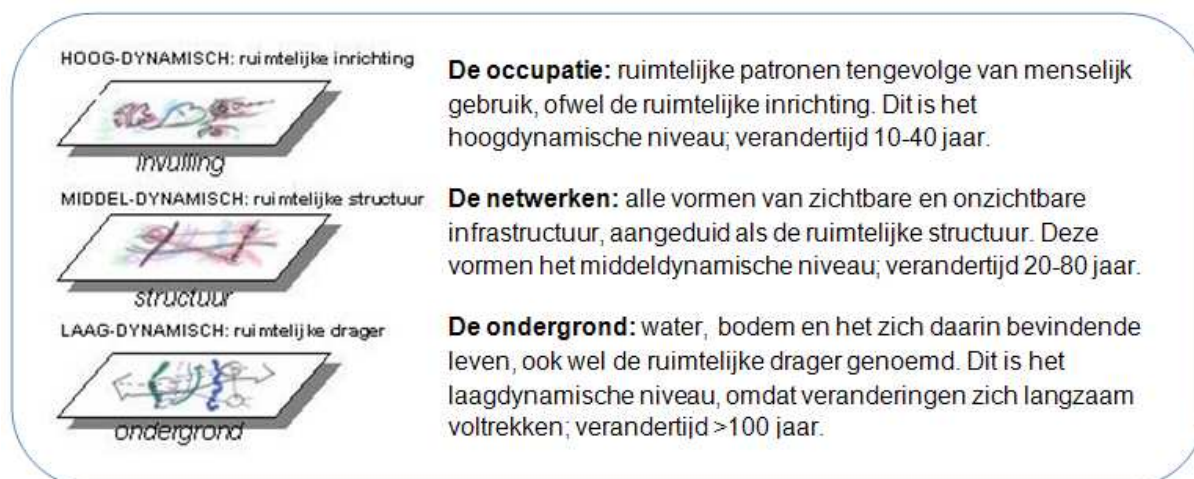 HOOG-DYNAMISCH: ruimtelijke inrichting
invulling
De occupatie: ruimtelijke patronen tengevolge van menselijk
gebruik, ofwel de ruimtelijke inrichting. Dit is het
hoogdynamische niveau; verandertijd 10-40 jaar.
MIDDEL-DYNAMISCH: ruimtelijke structuur
structuur
De netwerken: alle vormen van zichtbare en onzichtbare
infrastructuur, aangeduid als de ruimtelijke structuur. Deze
vormen het middeldynamische niveau; verandertijd 20-80 jaar.
LAAG-DYNAMISCH: ruimtelijke drager
ondergrond
De ondergrond: water, bodem en het zich daarin bevindende
leven, ook wel de ruimtelijke drager genoemd. Dit is het
laagdynamische niveau, omdat veranderingen zich langzaam
voltrekken; verandertijd >100 jaar.